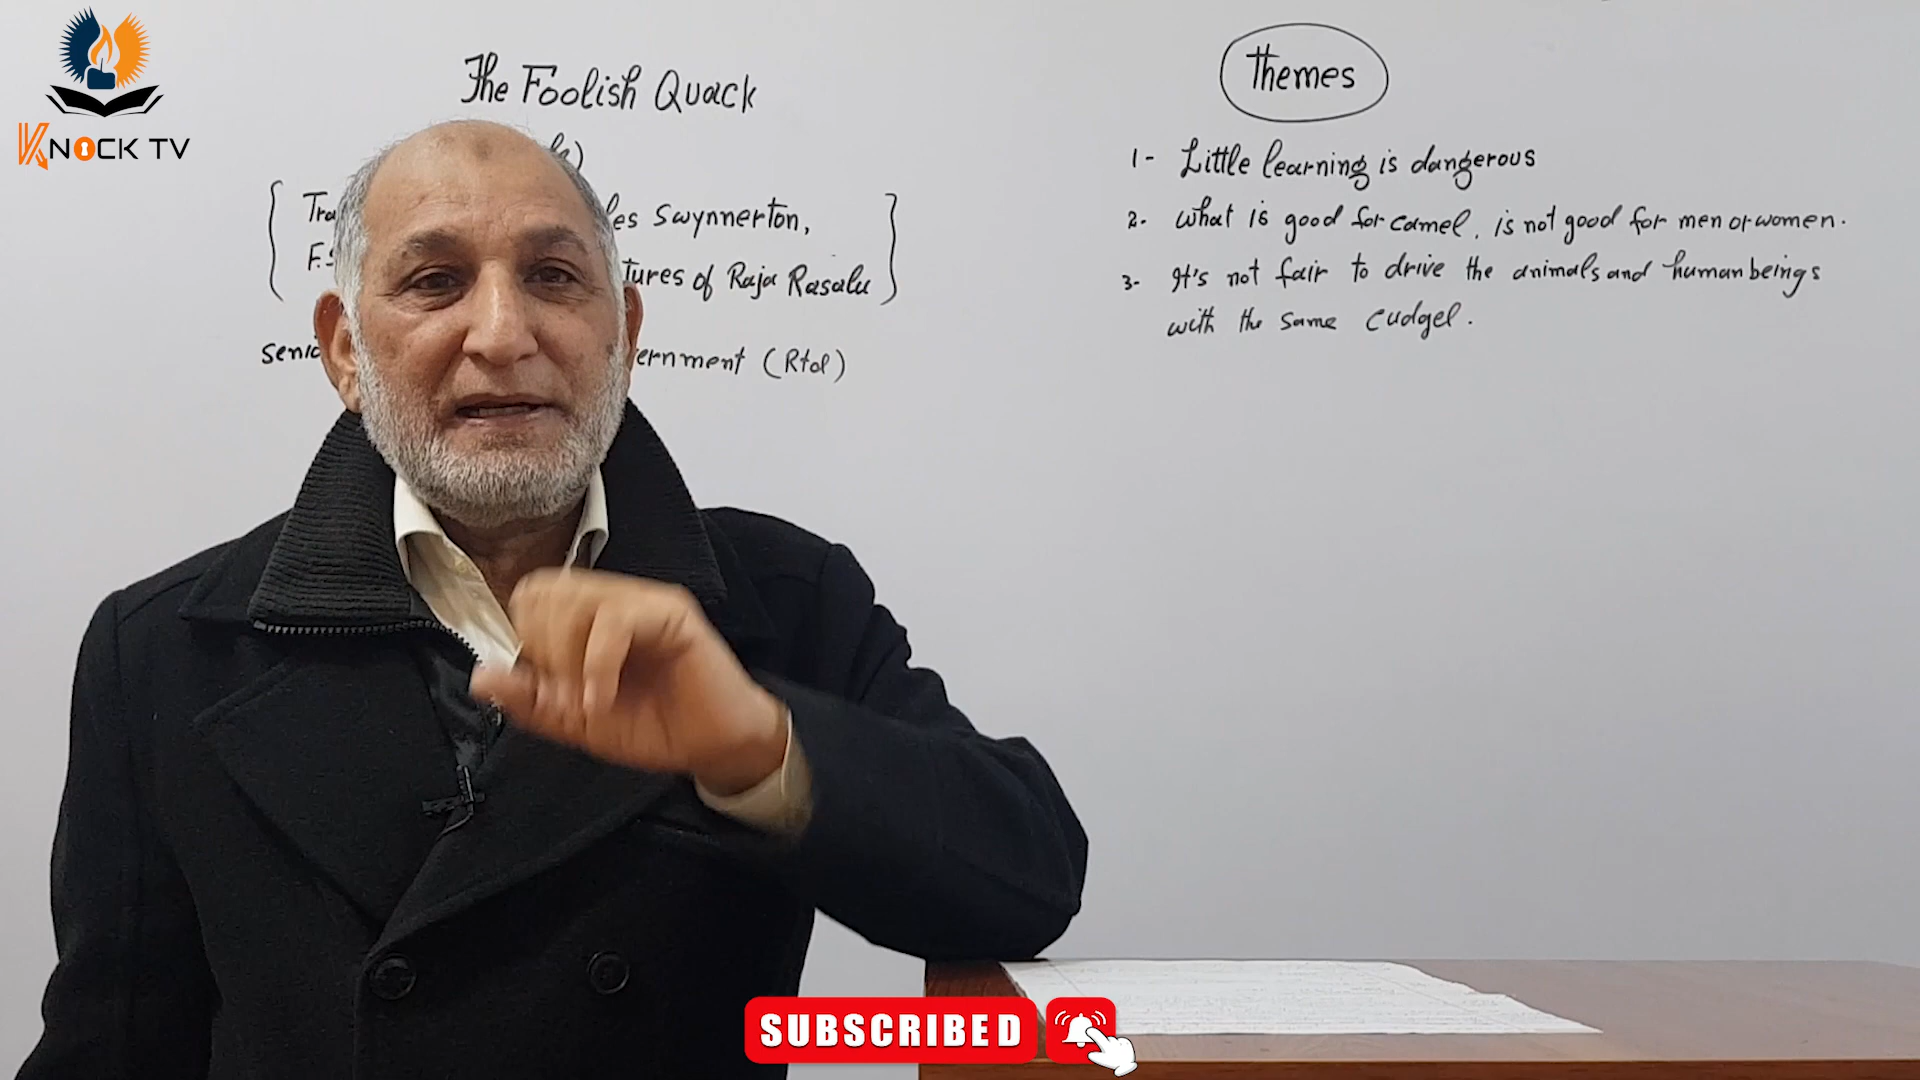 KNOCK TV
The Foolish Quack
les Swynnerton,
F.S
tures of Raja Rasalu
ernment (Rtd)
Themes
1- Little learning is dangerous
2. What is good for camel, is not good for men or women.
3- It's not fair to drive the animals and human beings
with the same cudgel.
SUBSCRIBED